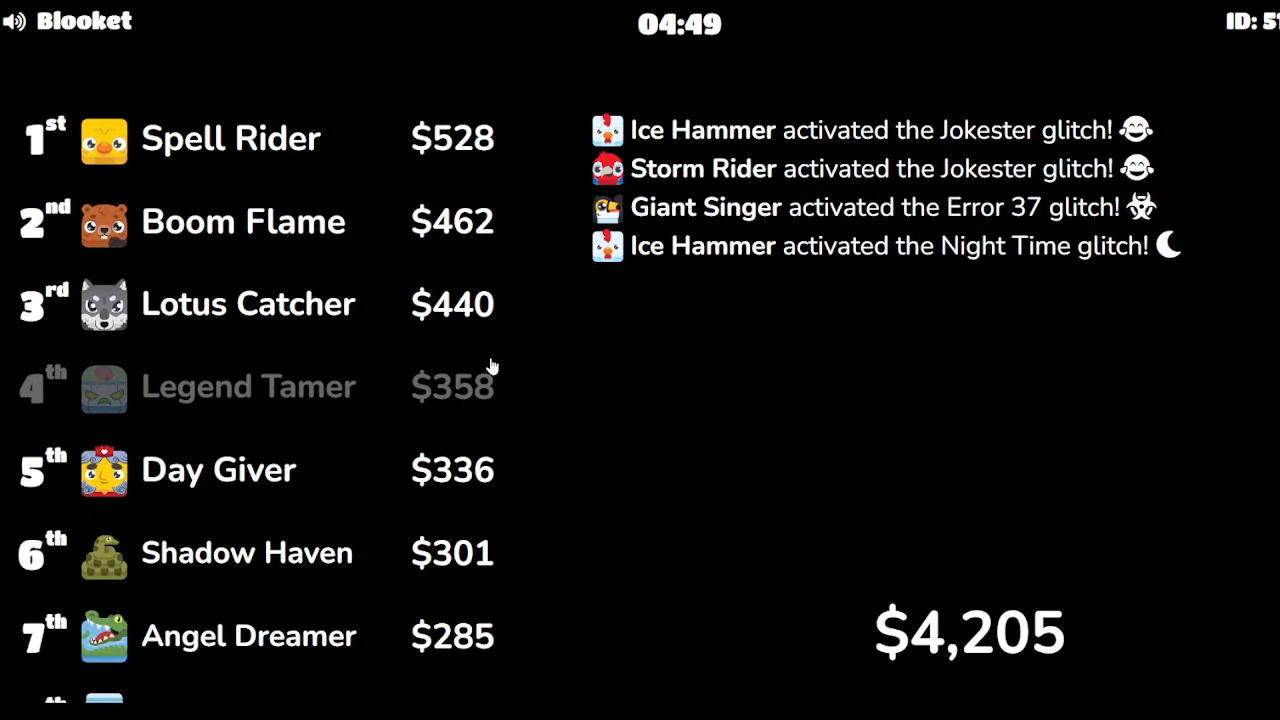 Blooket
04:49
ID: 51
1st Spell Rider $528
2nd Boom Flame $462
3rd Lotus Catcher $440
4th Legend Tamer $358
5th Day Giver $336
6th Shadow Haven $301
7th Angel Dreamer $285
th
Ice Hammer activated the Jokester glitch!
Storm Rider activated the Jokester glitch!
Giant Singer activated the Error 37 glitch!
Ice Hammer activated the Night Time glitch!
$4,205